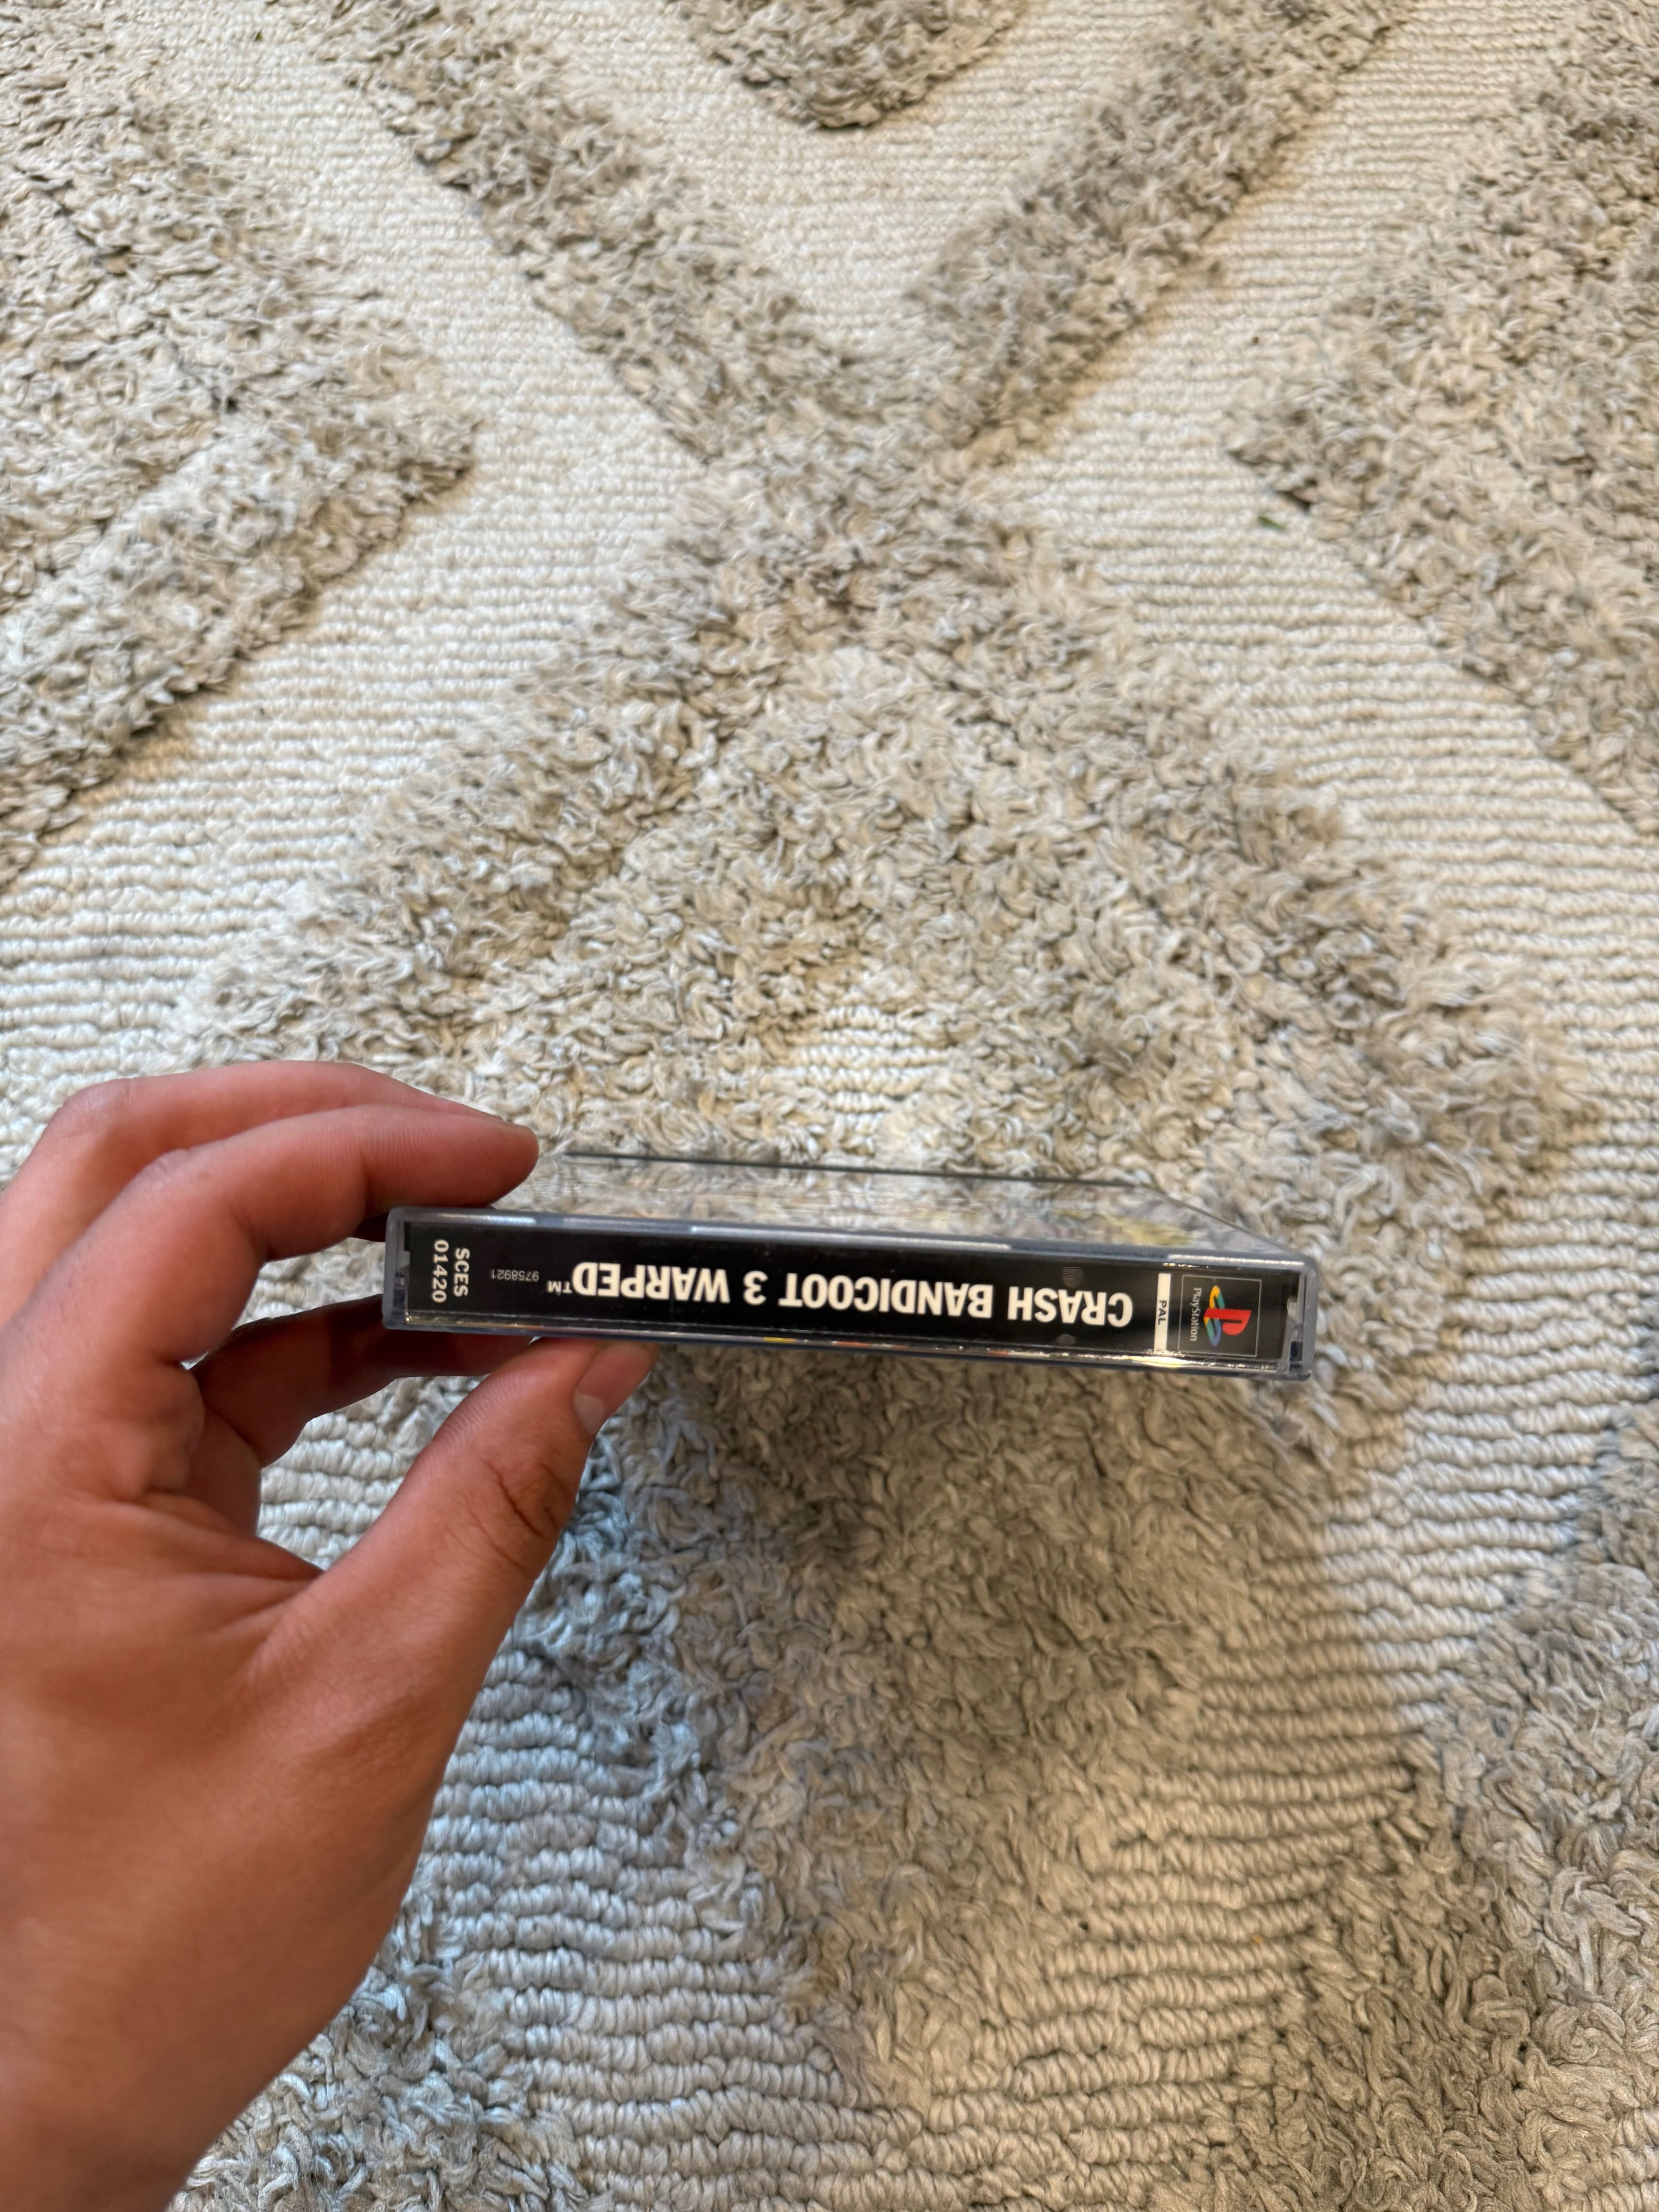 PlayStation
PAL
CRASH BANDICOOT 3 WARPED™
9758921
SCES
01420